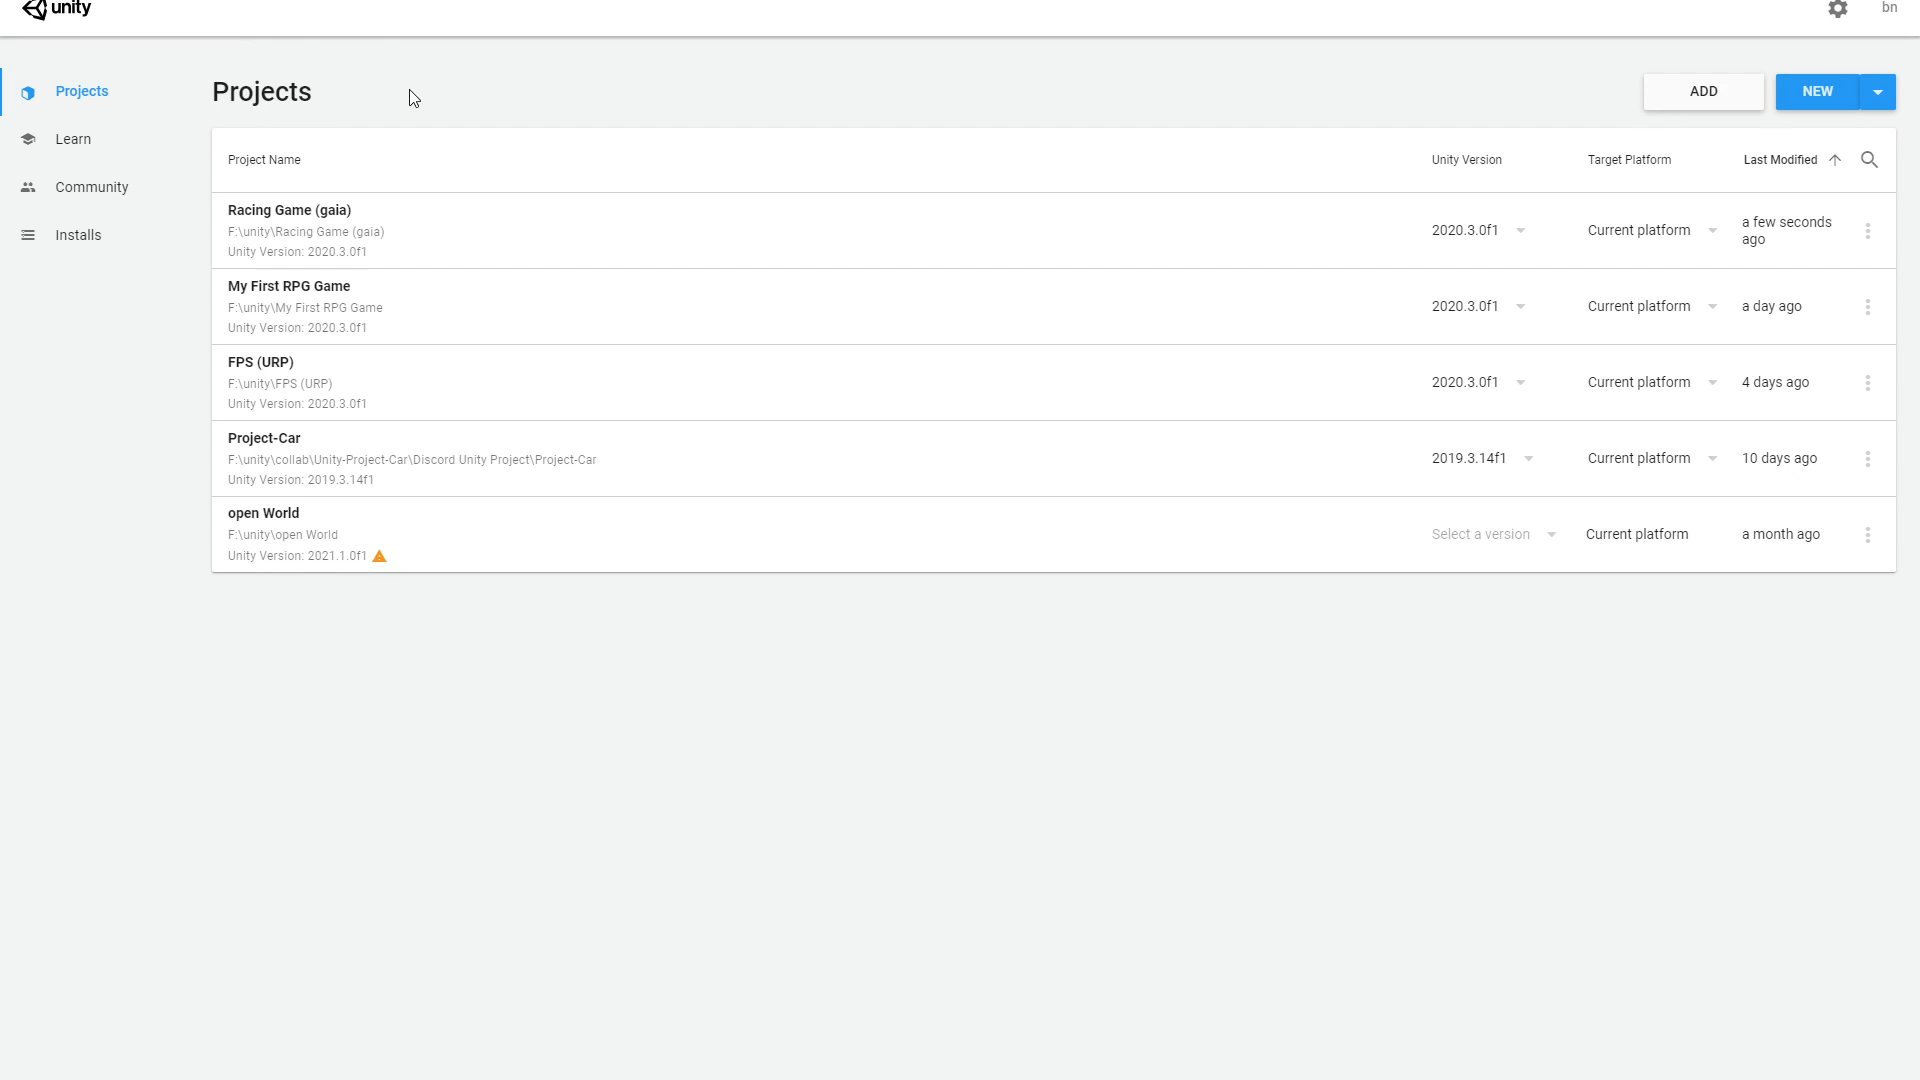 unity
bn
Projects
Learn
Community
Installs
Projects
ADD
NEW
Project Name
Unity Version
Target Platform
Last Modified
Racing Game (gaia)
F:\unity\Racing Game (gaia)
Unity Version: 2020.3.0f1
2020.3.0f1
Current platform
a few seconds
ago
My First RPG Game
F:\unity\My First RPG Game
Unity Version: 2020.3.0f1
2020.3.0f1
Current platform
a day ago
FPS (URP)
F:\unity\FPS (URP)
Unity Version: 2020.3.0f1
2020.3.0f1
Current platform
4 days ago
Project-Car
F:\unity\collab\Unity-Project-Car\Discord Unity Project\Project-Car
Unity Version: 2019.3.14f1
2019.3.14f1
Current platform
10 days ago
open World
F:\unity\open World
Unity Version: 2021.1.0f1
Select a version
Current platform
a month ago